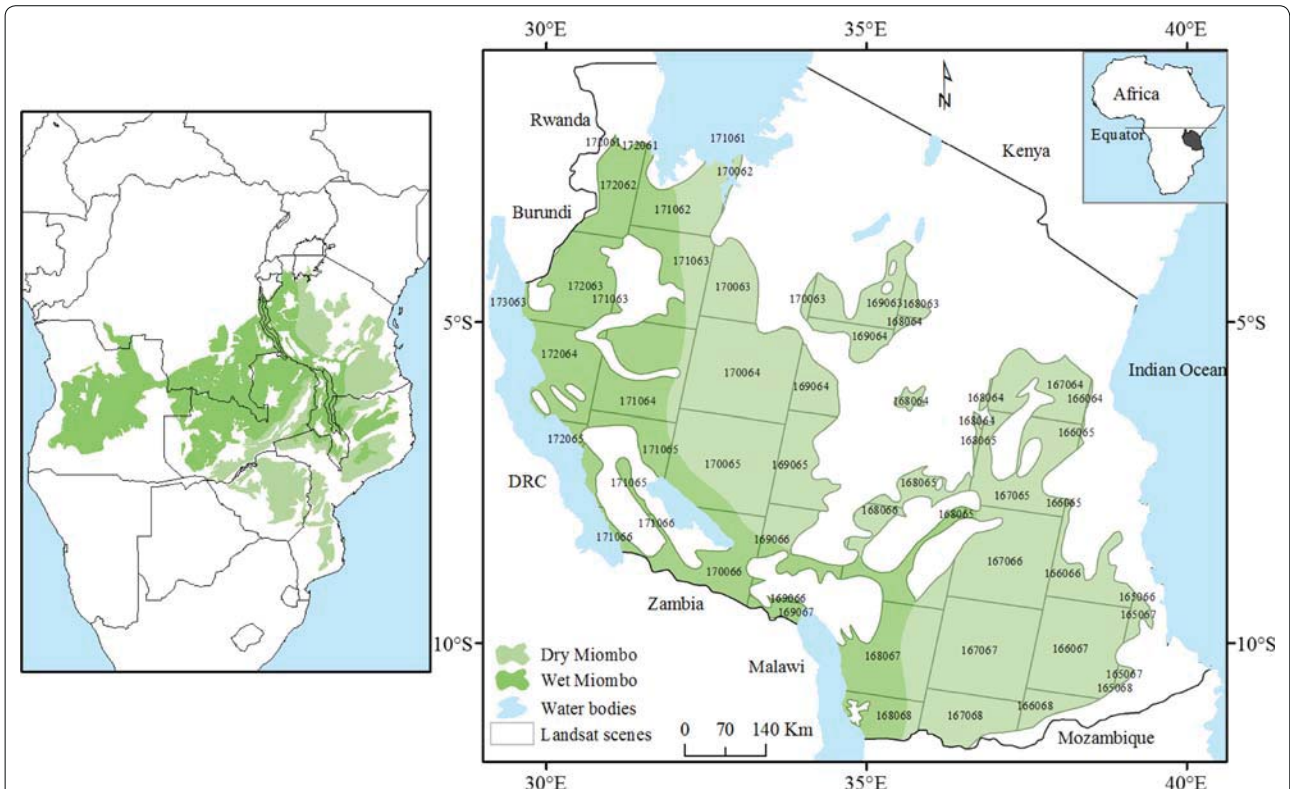 30°E
35°E
40°E
Africa
Equator
Rwanda
171061
172061
171061
Kenya
170062
172062
171062
Burundi
171063
170063
172063
171063
170063
169063
168063
173063
168064
5°S
169064
5°S
172064
170064
Indian Ocean
169064
167064
171064
168064
168064
166064
168064
172065
168065
166065
171065
170065
169065
DRC
171065
168065
167065
166065
171066
168066
168065
171066
169066
170066
167066
166066
Zambia
169066
165066
169067
165067
10°S
10°S
Dry Miombo
Malawi
168067
167067
166067
Wet Miombo
165067
165068
Water bodies
0 70 140 Km
168068
167068
166068
Landsat scenes
Mozambique
30°E
35°E
40°E
N